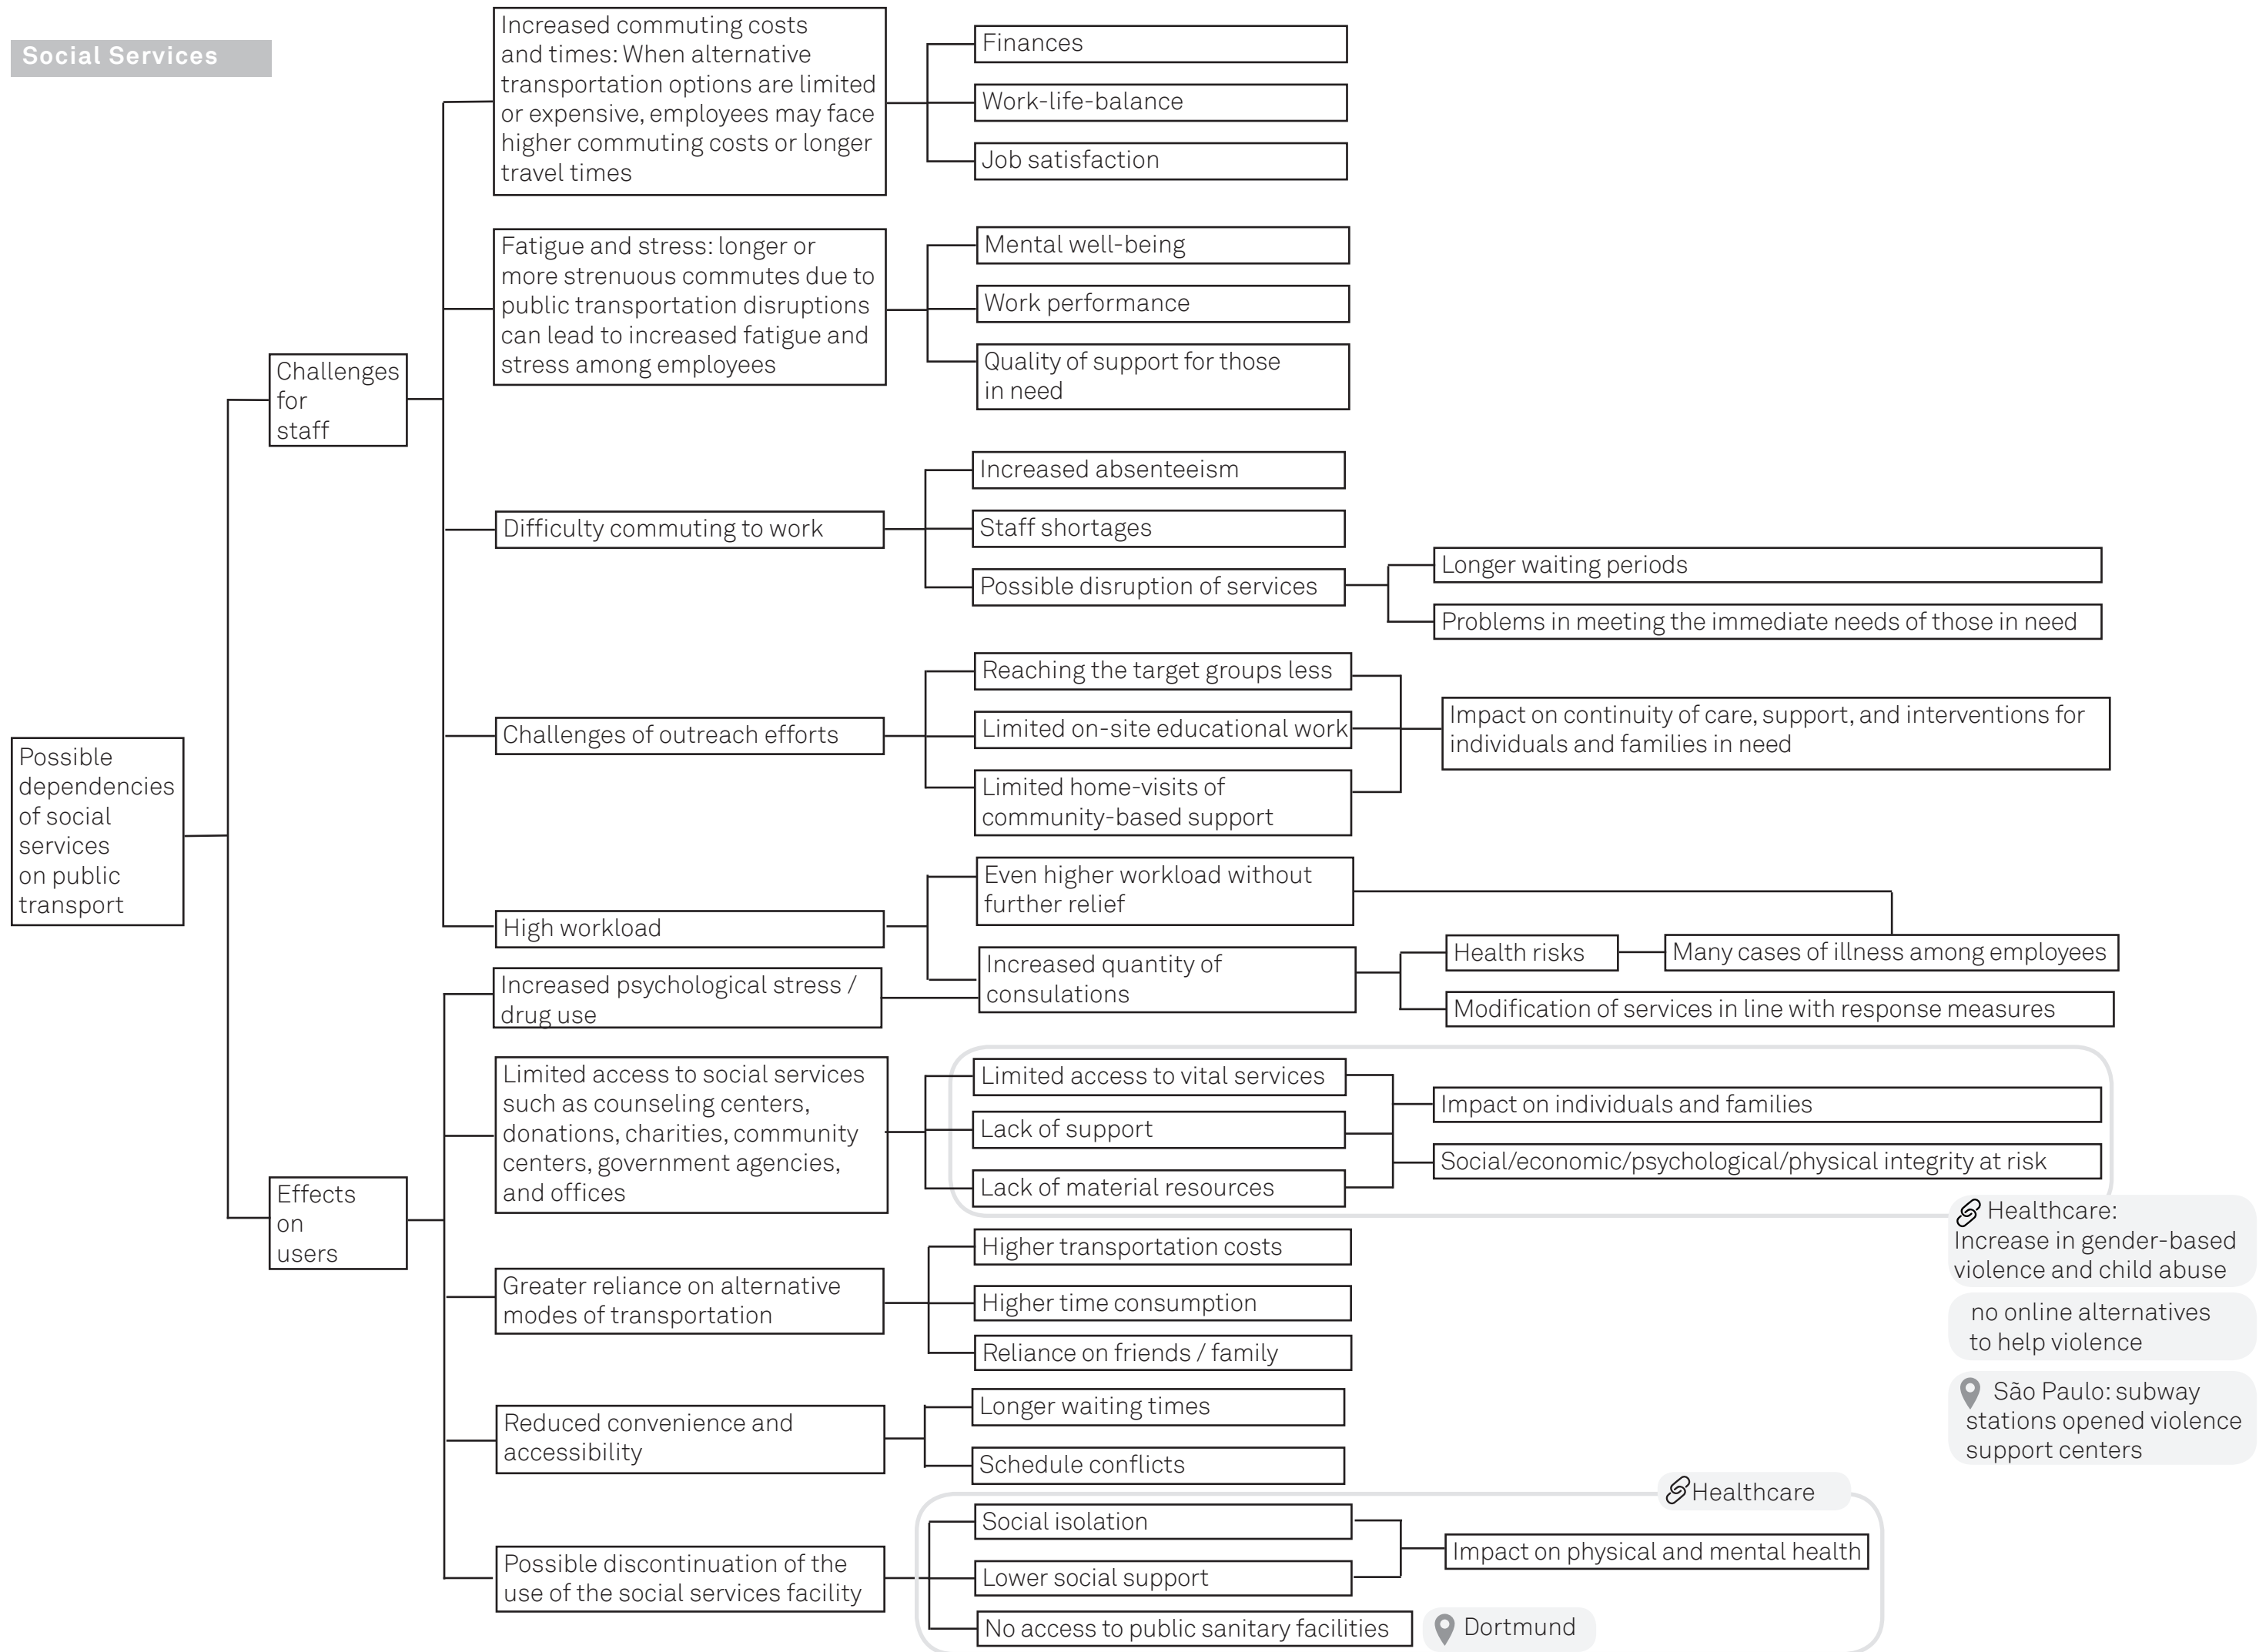 Social Services
Possible
dependencies
of social
services
on public
transport
Challenges
for
staff
Increased commuting costs
and times: When alternative
transportation options are limited
or expensive, employees may face
higher commuting costs or longer
travel times
Finances
Work-life-balance
Job satisfaction
Fatigue and stress: longer or
more strenuous commutes due to
public transportation disruptions
can lead to increased fatigue and
stress among employees
Mental well-being
Work performance
Quality of support for those
in need
Difficulty commuting to work
Increased absenteeism
Staff shortages
Possible disruption of services
Longer waiting periods
Problems in meeting the immediate needs of those in need
Challenges of outreach efforts
Reaching the target groups less
Limited on-site educational work
Limited home-visits of
community-based support
Impact on continuity of care, support, and interventions for
individuals and families in need
High workload
Even higher workload without
further relief
Increased quantity of
consulations
Health risks
Many cases of illness among employees
Modification of services in line with response measures
Effects
on
users
Increased psychological stress /
drug use
Limited access to social services
such as counseling centers,
donations, charities, community
centers, government agencies,
and offices
Limited access to vital services
Lack of support
Lack of material resources
Impact on individuals and families
Social/economic/psychological/physical integrity at risk
Healthcare:
Increase in gender-based
violence and child abuse
no online alternatives
to help violence
São Paulo: subway
stations opened violence
support centers
Greater reliance on alternative
modes of transportation
Higher transportation costs
Higher time consumption
Reliance on friends / family
Reduced convenience and
accessibility
Longer waiting times
Schedule conflicts
Possible discontinuation of the
use of the social services facility
Healthcare
Social isolation
Lower social support
No access to public sanitary facilities
Impact on physical and mental health
Dortmund